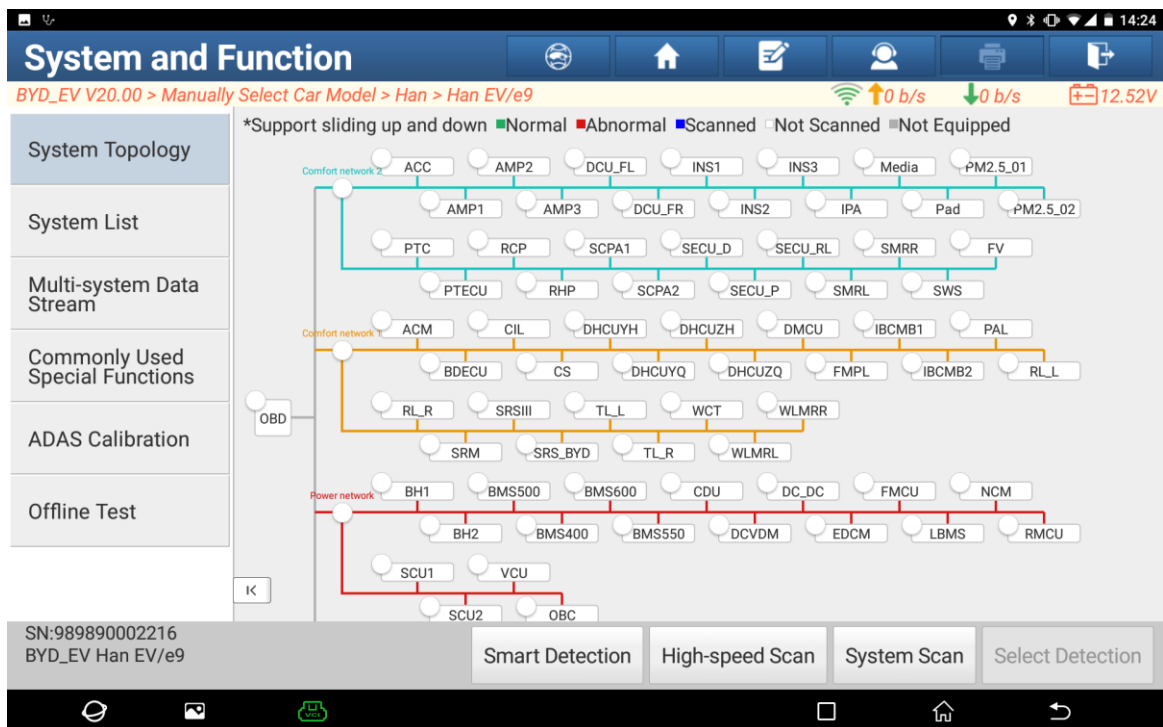 14:24
System and Function
BYD_EV V20.00 > Manually Select Car Model > Han > Han EV/e9
0 b/s
0 b/s
12.52V
System Topology
System List
Multi-system Data
Stream
Commonly Used
Special Functions
ADAS Calibration
Offline Test
*Support sliding up and down Normal Abnormal Scanned Not Scanned Not Equipped
Comfort network 2
ACC AMP2 DCU_FL INS1 INS3 Media PM2.5_01
AMP1 AMP3 DCU_FR INS2 IPA Pad PM2.5_02
PTC RCP SCPA1 SECU_D SECU_RL SMRR FV
PTECU RHP SCPA2 SECU_P SMRL SWS
Comfort network 1
ACM CIL DHCUYH DHCUZH DMCU IBCMB1 PAL
BDECU CS DHCUYQ DHCUZQ FMPL IBCMB2 RL_L
OBD
RL_R SRSIII TL_L WCT WLMRR
SRM SRS_BYD TL_R WLMRL
Power network
BH1 BMS500 BMS600 CDU DC_DC FMCU NCM
BH2 BMS400 BMS550 DCVDM EDCM LBMS RMCU
SCU1 VCU
SCU2 OBC
SN:989890002216
BYD_EV Han EV/e9
Smart Detection
High-speed Scan
System Scan
Select Detection
VCI